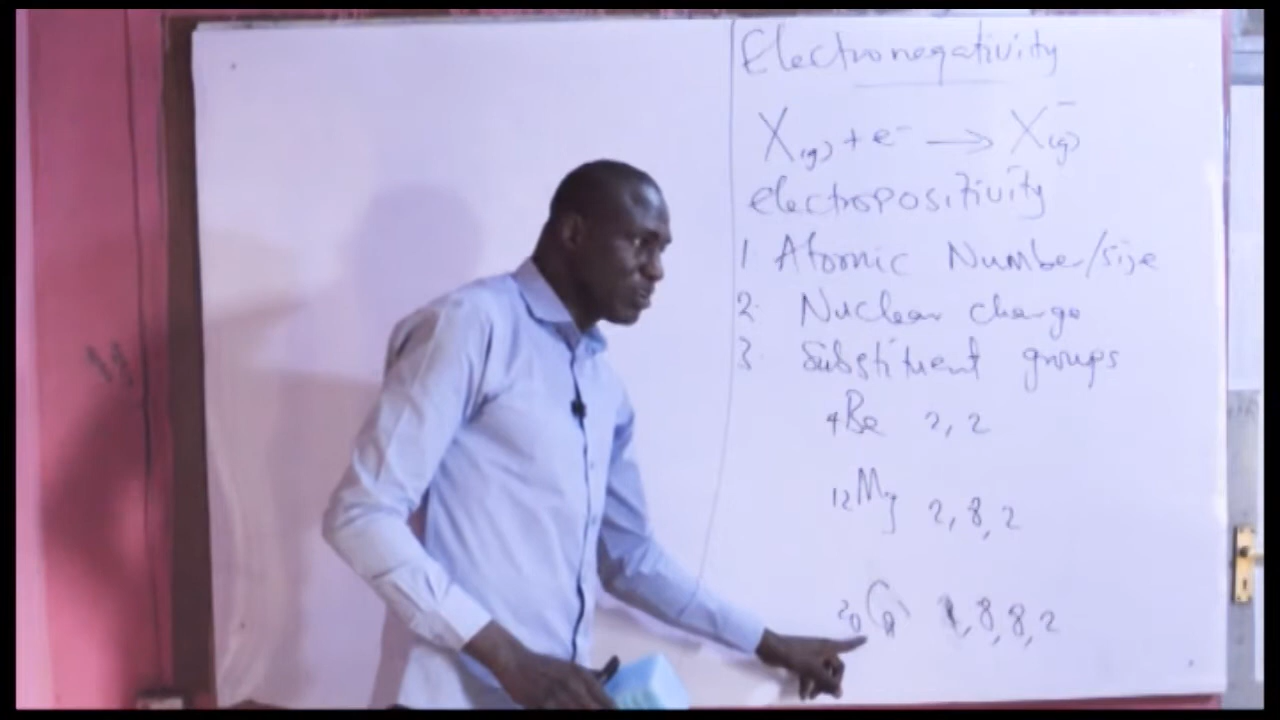 Electronegativity
X(g) + e⁻ → X⁻(g)
electropositivity
1 Atomic Number/size
2. Nuclear charge
3 Substituent groups
₄Be 2, 2
₁₂Mg 2, 8, 2
₂₀Ca , 8, 8, 2